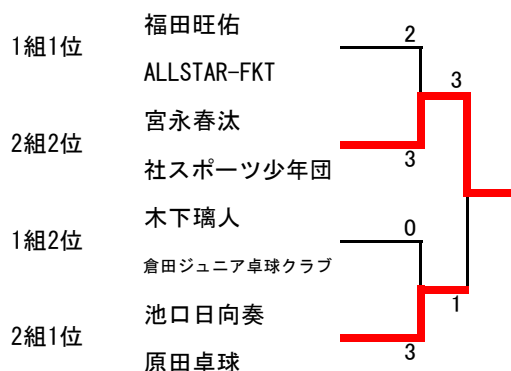 福田旺佑
1組1位
2
ALLSTAR-FKT
3
宮永春汰
2組2位
3
社スポーツ少年団
木下璃人
1組2位
0
倉田ジュニア卓球クラブ
池口日向奏
1
2組1位
3
原田卓球